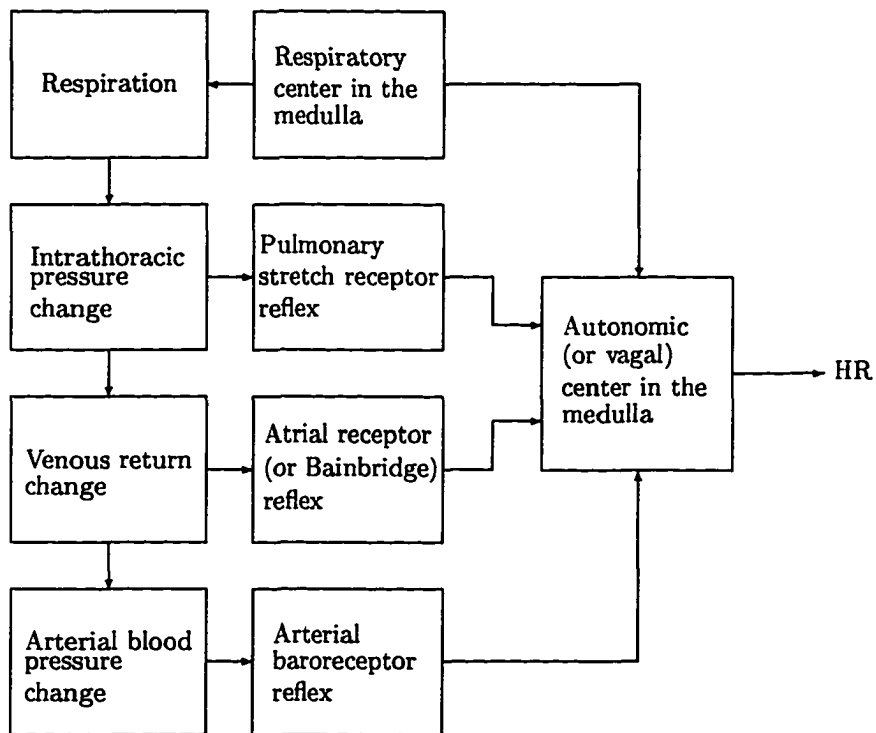 Respiration
Respiratory
center in the
medulla
Intrathoracic
pressure
change
Pulmonary
stretch receptor
reflex
Autonomic
(or vagal)
center in the
medulla
HR
Venous return
change
Atrial receptor
(or Bainbridge)
reflex
Arterial blood
pressure
change
Arterial
baroreceptor
reflex